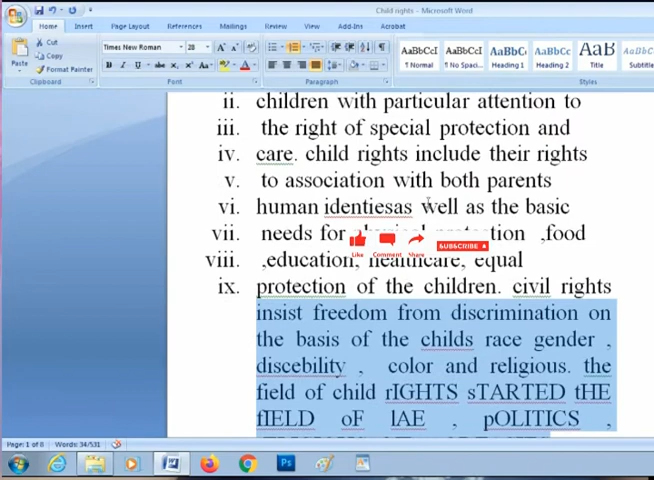 Child rights - Microsoft Word
Home Insert Page Layout References Mailings Review View Add-Ins Acrobat
Cut
Copy
Format Painter
Paste
Clipboard
Times New Roman 28
Font
Paragraph
AaBbCcI AaBbCcI AaBbC AaBbCc AaB AaBbCcI
¶ Normal ¶ No Spaci... Heading 1 Heading 2 Title Subtitle
Styles
ii. children with particular attention to
iii. the right of special protection and
iv. care. child rights include their rights
v. to association with both parents
vi. human identiesas well as the basic
vii. needs for physical protection ,food
viii. ,education, healthcare, equal
ix. protection of the children. civil rights
insist freedom from discrimination on
the basis of the childs race gender ,
discebility , color and religious. the
field of child rIGHTS sTARTED tHE
fIELD oF lAE , pOLITICS ,
Like Comment Share SUBSCRIBE
Page: 1 of 8 Words: 34/531